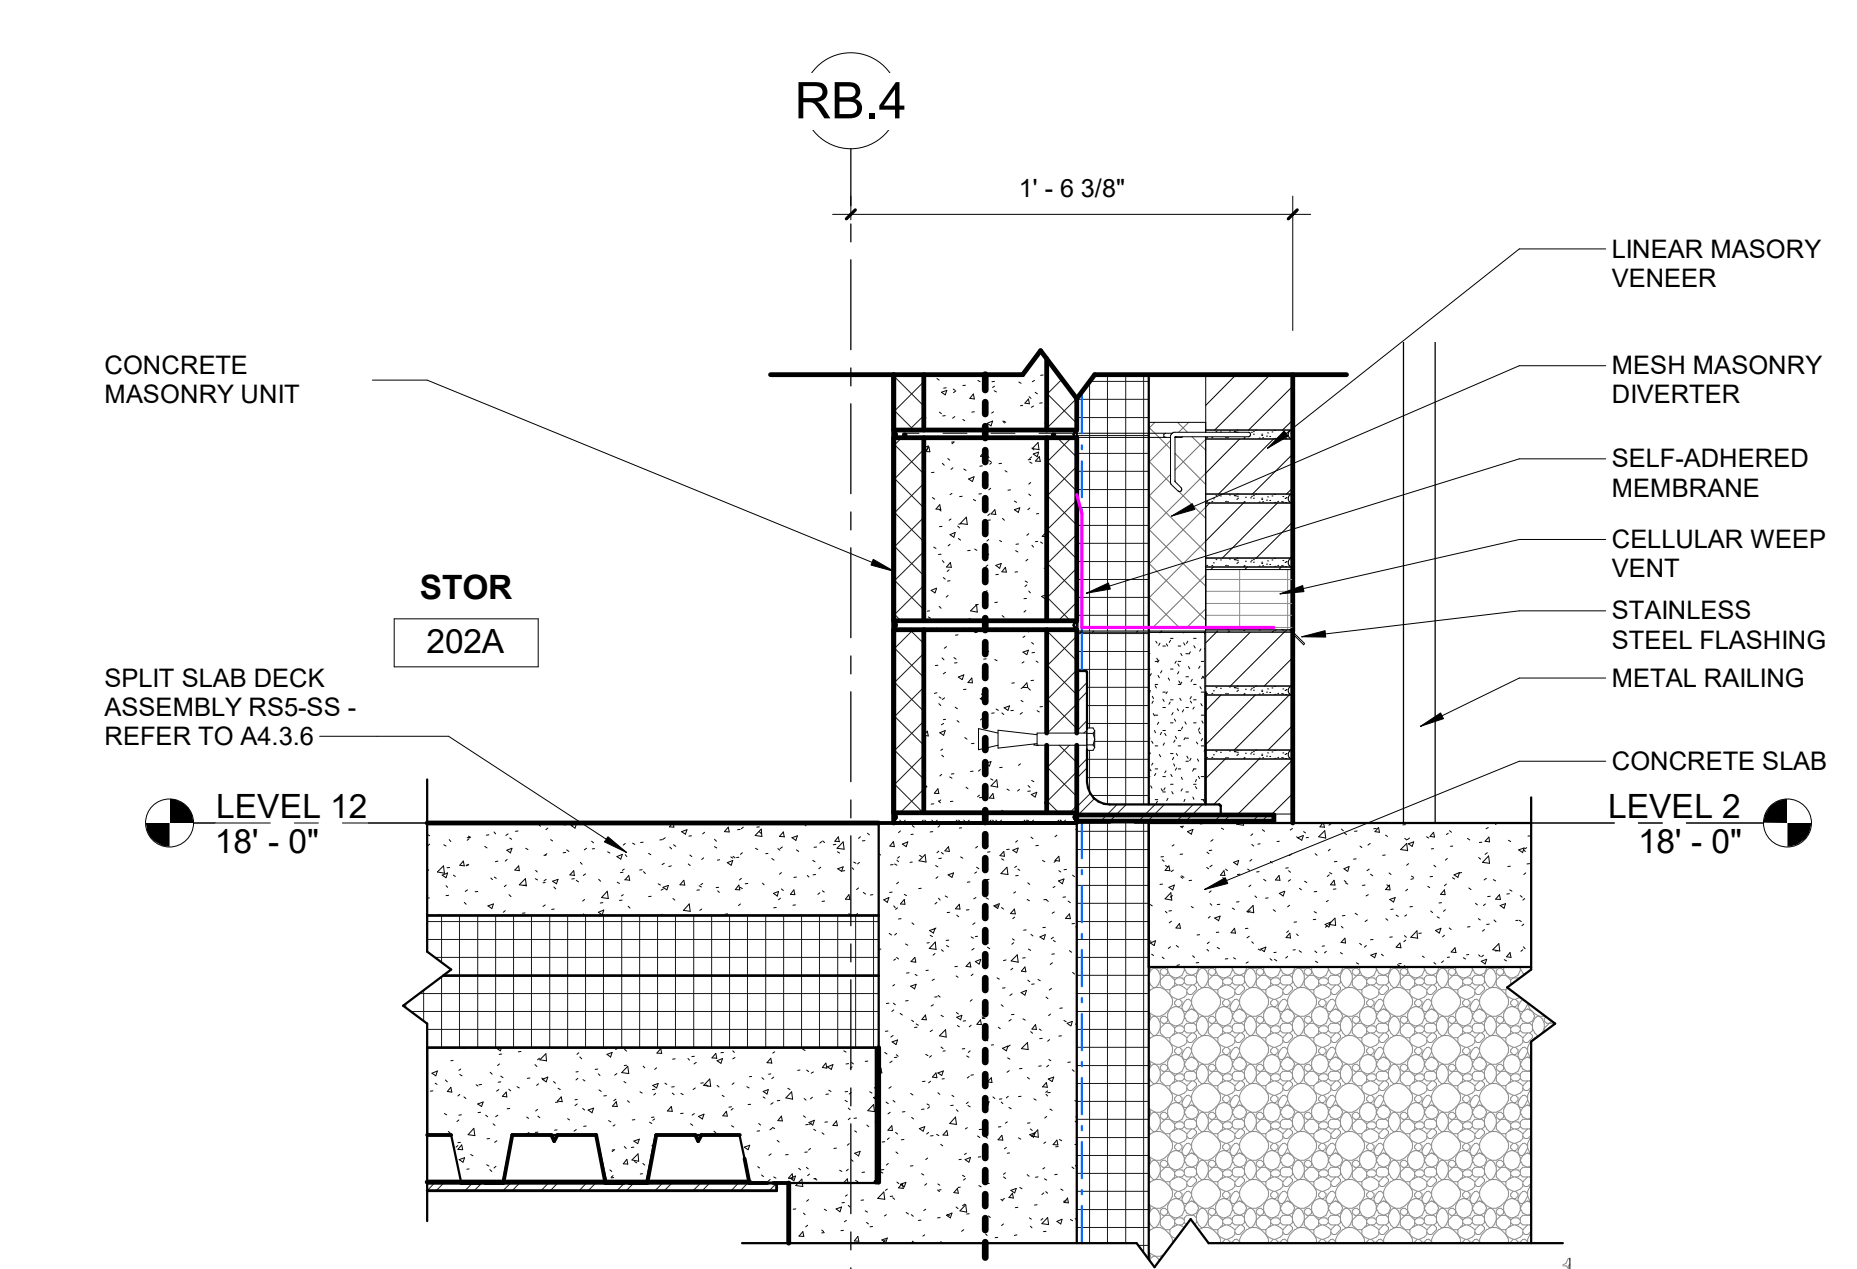 RB.4
1' - 6 3/8"
LINEAR MASORY
VENEER
CONCRETE
MASONRY UNIT
MESH MASONRY
DIVERTER
SELF-ADHERED
MEMBRANE
CELLULAR WEEP
VENT
STOR
202A
STAINLESS
STEEL FLASHING
SPLIT SLAB DECK
ASSEMBLY RS5-SS -
REFER TO A4.3.6
METAL RAILING
CONCRETE SLAB
LEVEL 12
18' - 0"
LEVEL 2
18' - 0"